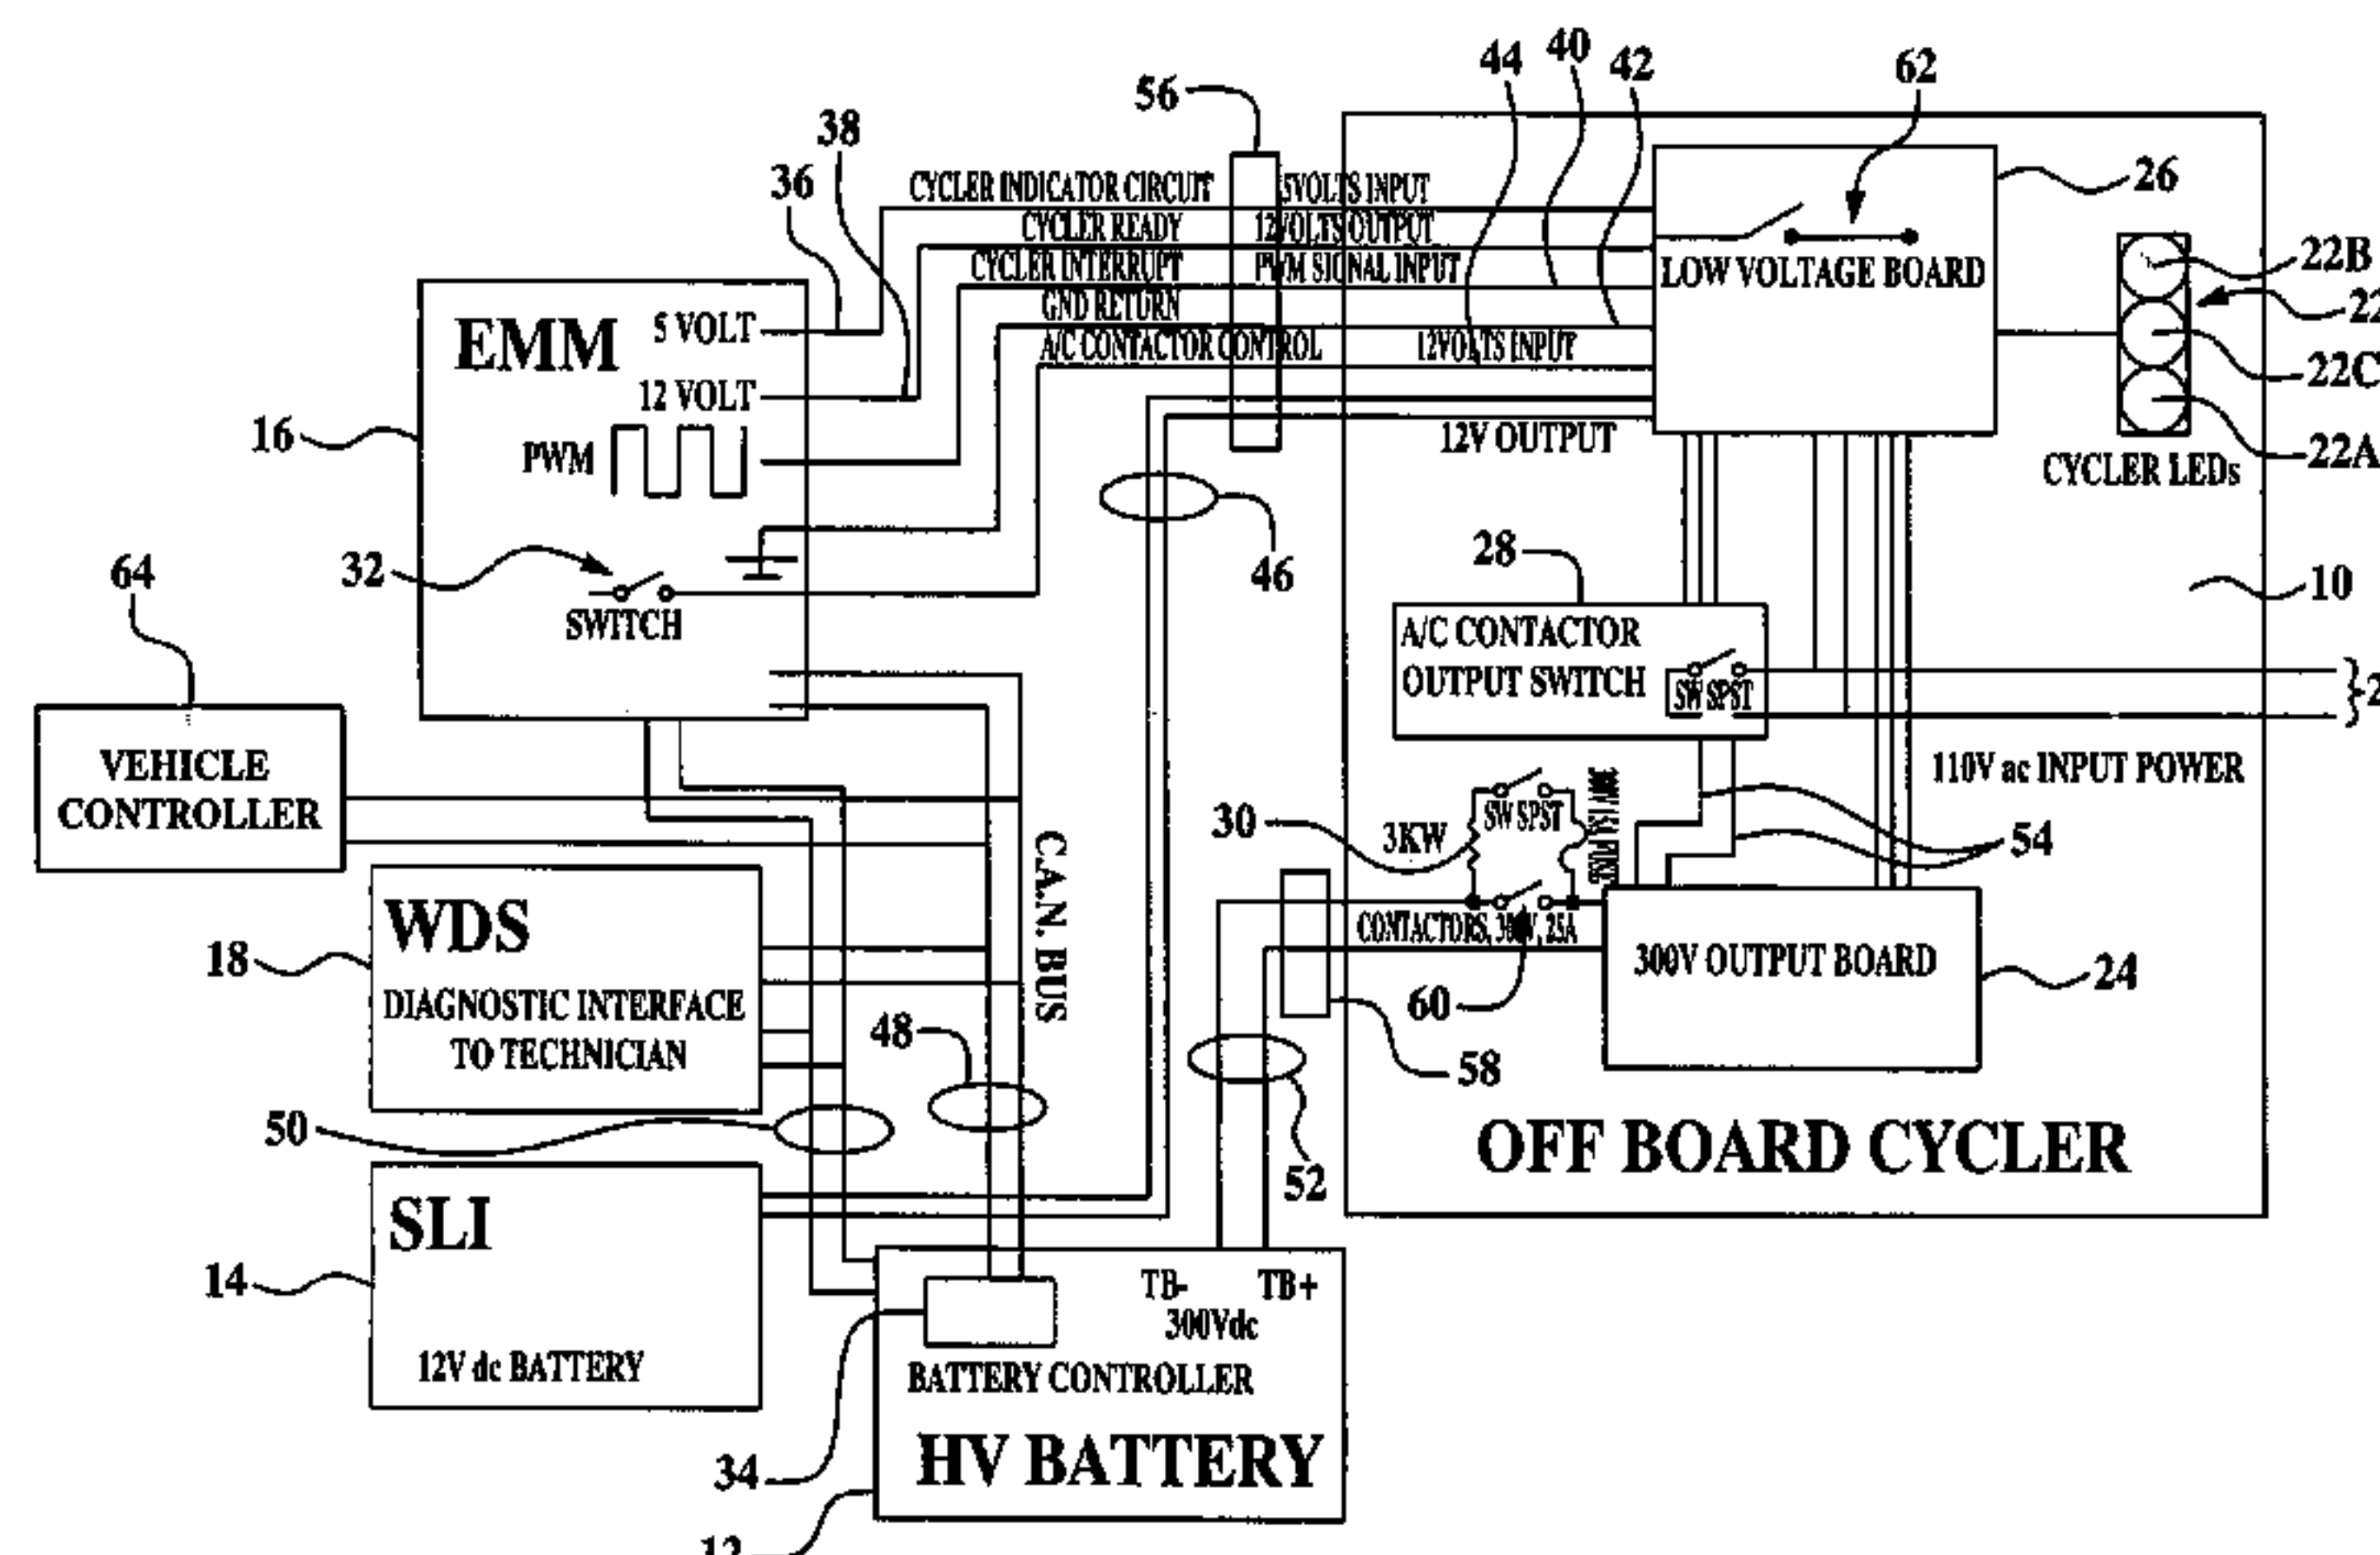 56
44
40
42
62
38
36
CYCLER INDICATOR CIRCUIT
5VOLTS INPUT
26
CYCLER READY
12VOLTS OUTPUT
CYCLER INTERRUPT
PWM SIGNAL INPUT
LOW VOLTAGE BOARD
22B
GND RETURN
22
EMM
5 VOLT
A/C CONTACTOR CONTROL
12VOLTS INPUT
22C
12 VOLT
16
PWM
12V OUTPUT
22A
CYCLER LEDs
64
32
46
28
10
SWITCH
A/C CONTACTOR
OUTPUT SWITCH
SW SPST
2
VEHICLE
CONTROLLER
110V ac INPUT POWER
30
3KW
SW SPST
54
C.A.N. BUS
WDS
CONTACTORS, 300V, 25A
18
300V OUTPUT BOARD
24
DIAGNOSTIC INTERFACE
TO TECHNICIAN
48
60
58
50
52
OFF BOARD CYCLER
SLI
14
TB-
TB+
300Vdc
12V dc BATTERY
BATTERY CONTROLLER
34
HV BATTERY
12